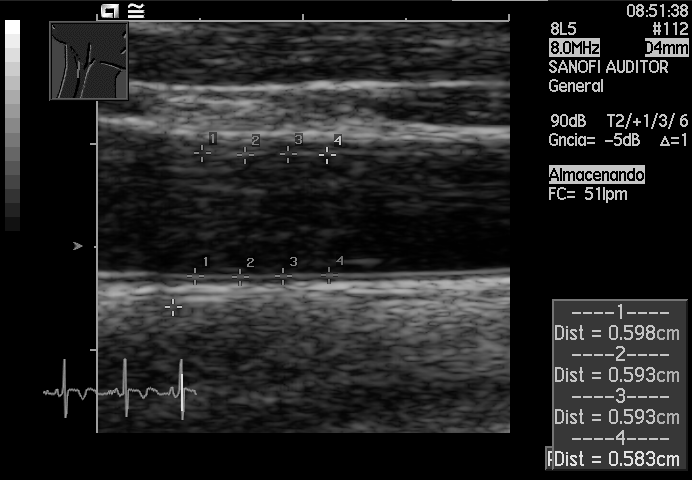 08:51:38
8L5 #112
8.0MHz 04mm
SANOFI AUDITOR
General
90dB T2/+1/3/6
Gncia= -5dB Δ=1
Almacenando
FC= 51lpm
1 2 3 4
1 2 3 4
----1----
Dist = 0.598cm
----2----
Dist = 0.593cm
----3----
Dist = 0.593cm
----4----
Dist = 0.583cm